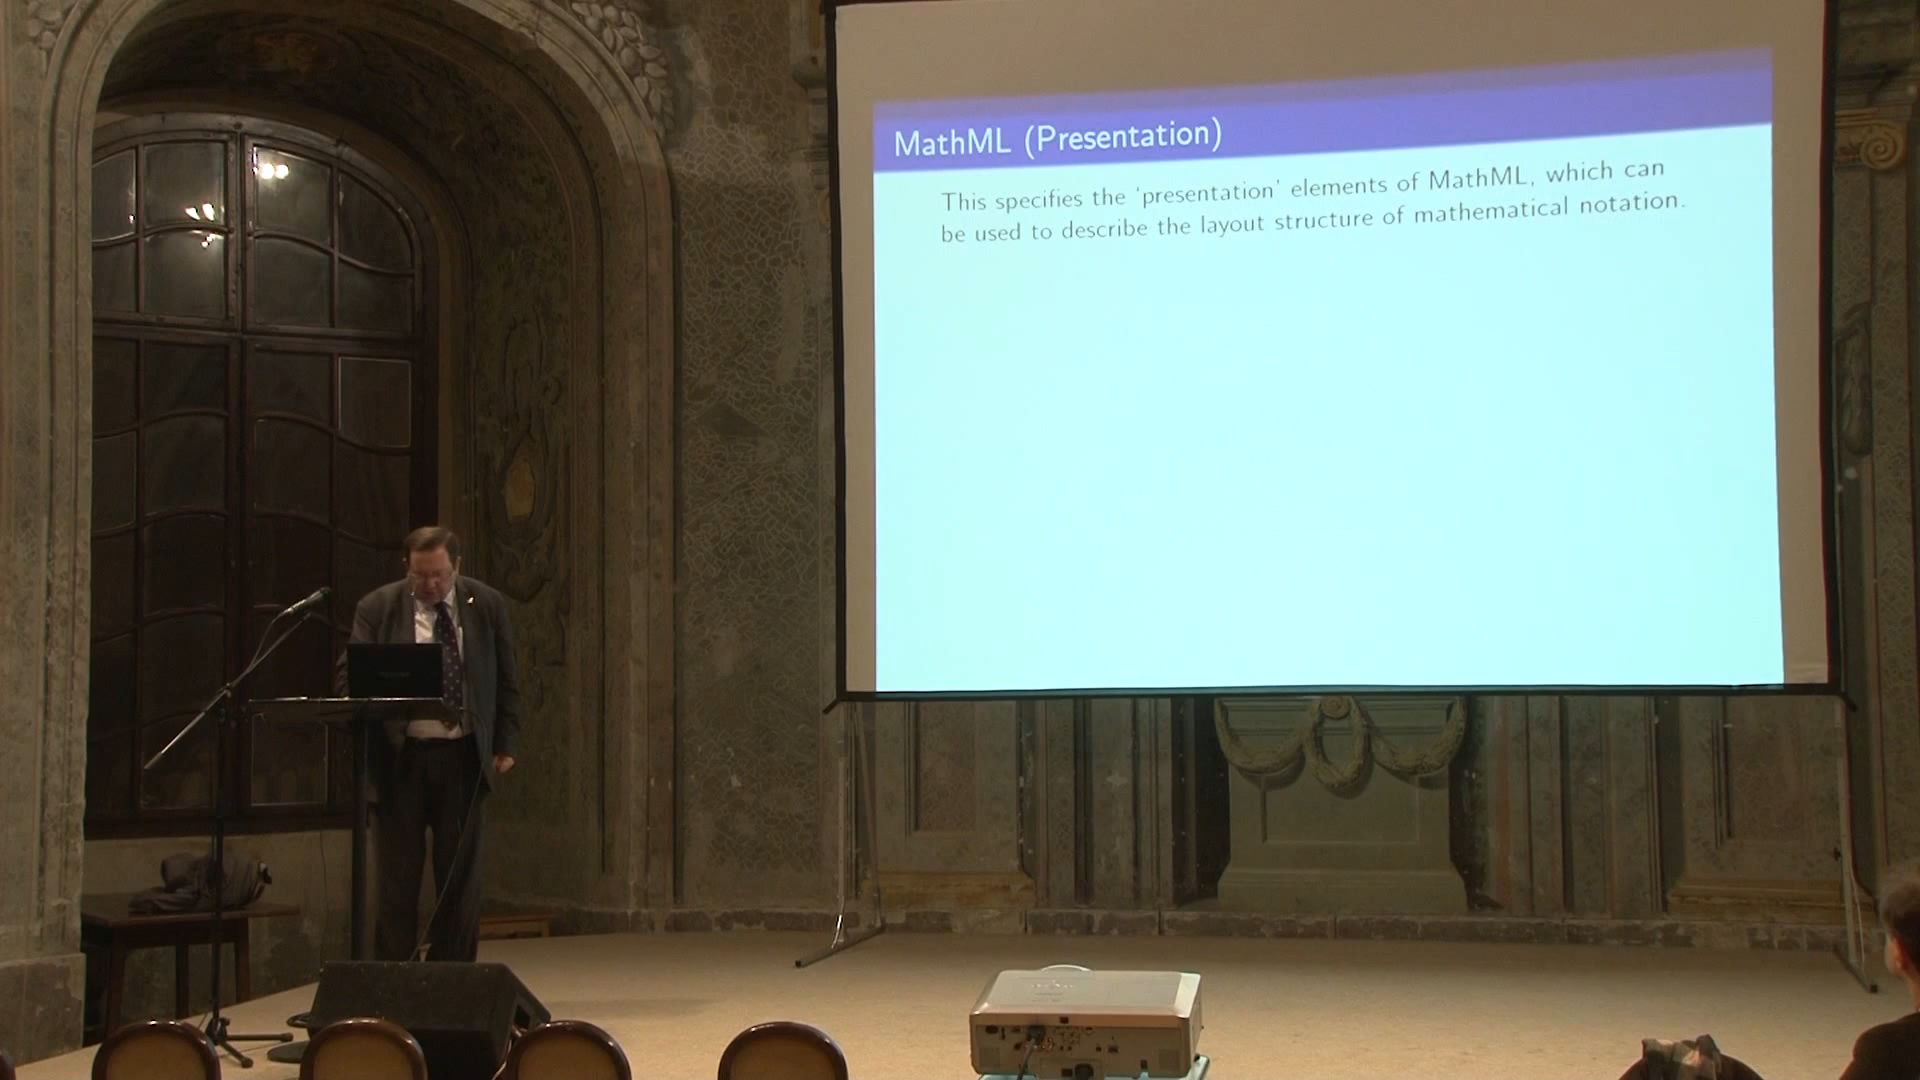 MathML (Presentation)
This specifies the ‘presentation’ elements of MathML, which can
be used to describe the layout structure of mathematical notation.